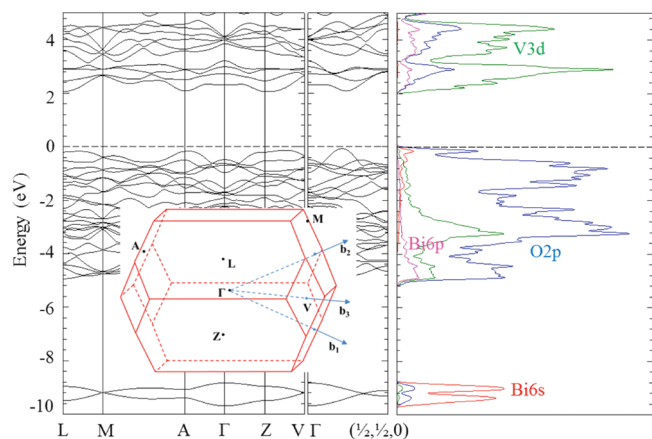 4
2
0
-2
-4
-6
-8
-10
Energy (eV)
V3d
Bi6p
O2p
Bi6s
M
A
b₂
L
Γ
V
b₃
Z
b₁
L M A Γ Z V Γ (½,½,0)